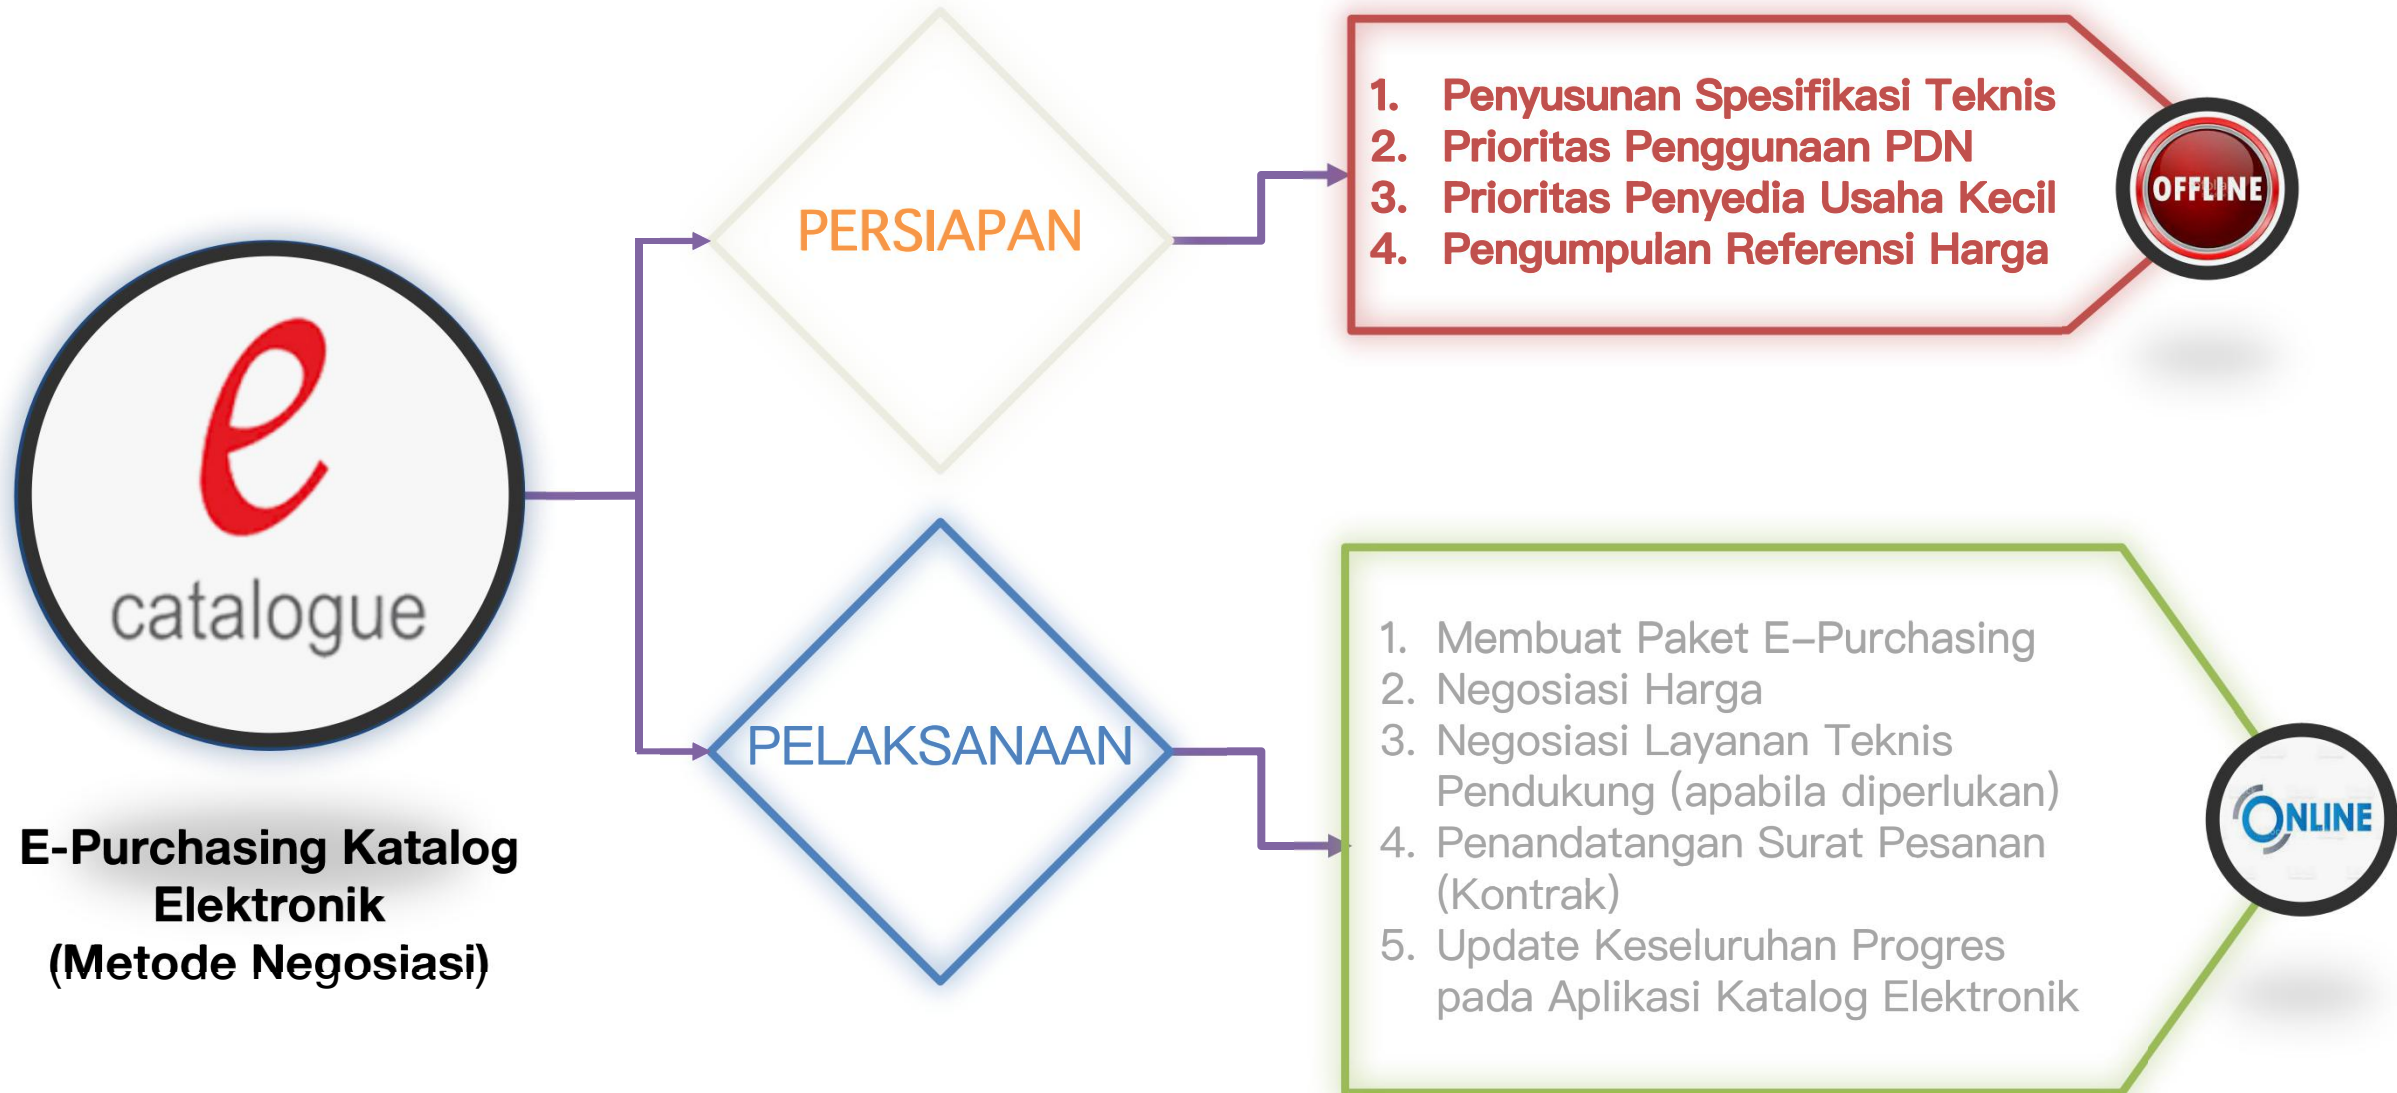 e
catalogue
E-Purchasing Katalog
Elektronik
(Metode Negosiasi)
PERSIAPAN
1. Penyusunan Spesifikasi Teknis
2. Prioritas Penggunaan PDN
3. Prioritas Penyedia Usaha Kecil
4. Pengumpulan Referensi Harga
OFFLINE
PELAKSANAAN
1. Membuat Paket E–Purchasing
2. Negosiasi Harga
3. Negosiasi Layanan Teknis
Pendukung (apabila diperlukan)
4. Penandatangan Surat Pesanan
(Kontrak)
5. Update Keseluruhan Progres
pada Aplikasi Katalog Elektronik
ONLINE